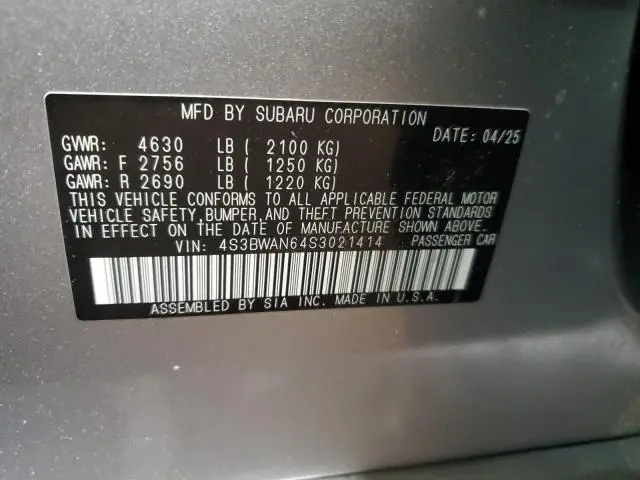 MFD BY SUBARU CORPORATION
DATE: 04/25
GVWR: 4630 LB ( 2100 KG)
GAWR: F 2756 LB ( 1250 KG)
GAWR: R 2690 LB ( 1220 KG)
THIS VEHICLE CONFORMS TO ALL APPLICABLE FEDERAL MOTOR
VEHICLE SAFETY, BUMPER, AND THEFT PREVENTION STANDARDS
IN EFFECT ON THE DATE OF MANUFACTURE SHOWN ABOVE.
VIN: 4S3BWAN64S3021414 PASSENGER CAR
ASSEMBLED BY SIA INC. MADE IN U.S.A.